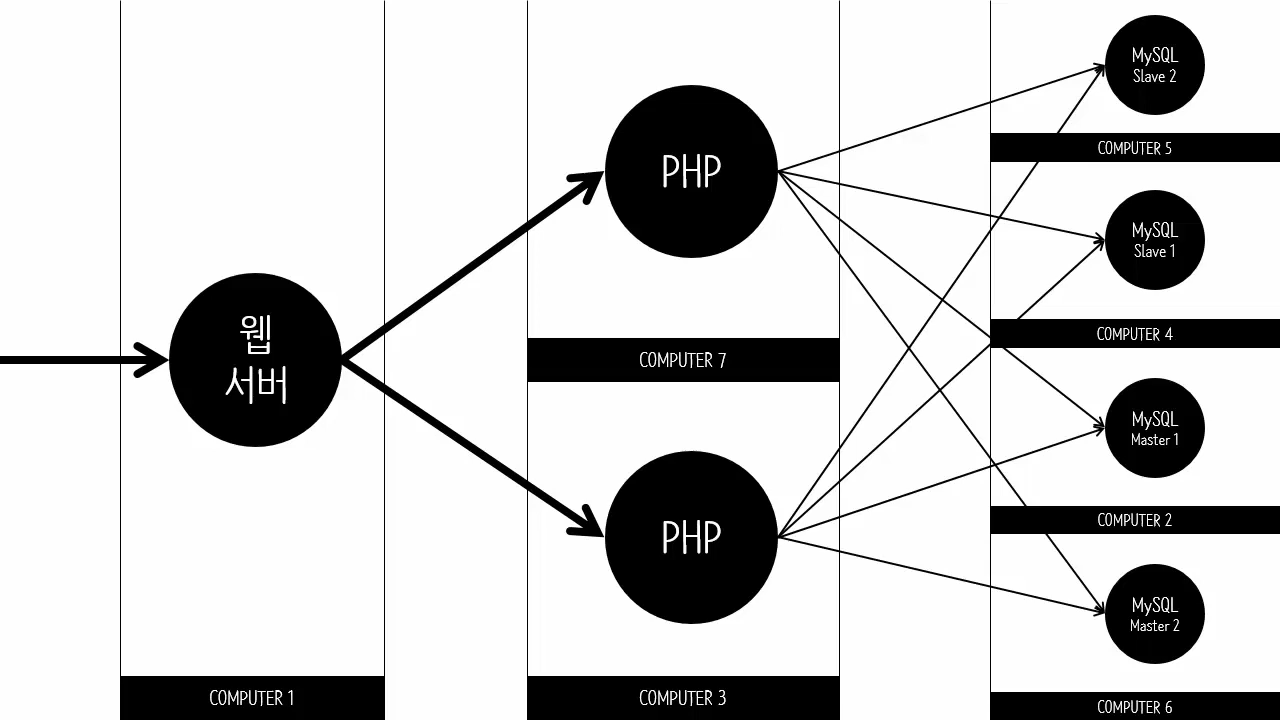 웹
서버
COMPUTER 1
PHP
COMPUTER 7
PHP
COMPUTER 3
MySQL
Slave 2
COMPUTER 5
MySQL
Slave 1
COMPUTER 4
MySQL
Master 1
COMPUTER 2
MySQL
Master 2
COMPUTER 6